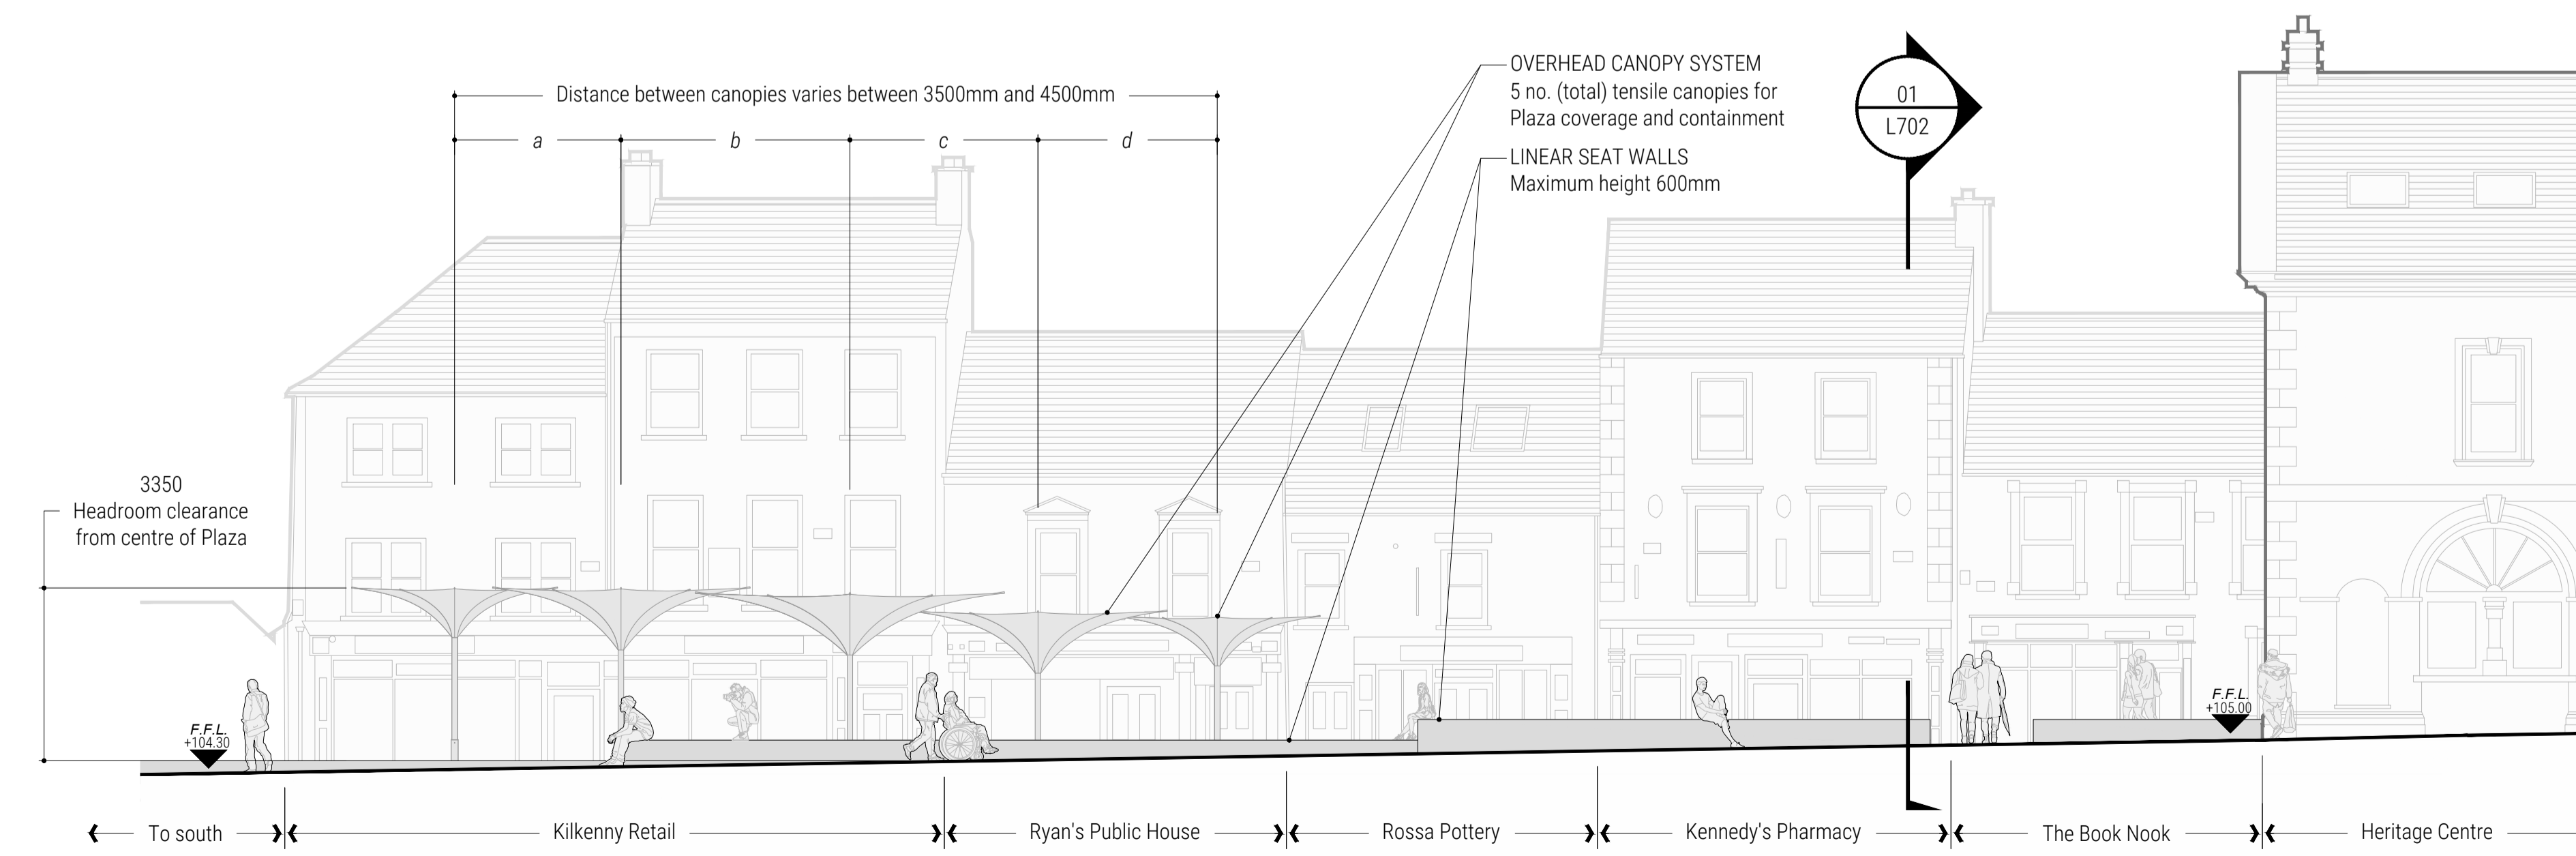 Distance between canopies varies between 3500mm and 4500mm
a
b
c
d
OVERHEAD CANOPY SYSTEM
5 no. (total) tensile canopies for
Plaza coverage and containment
LINEAR SEAT WALLS
Maximum height 600mm
01
L702
3350
Headroom clearance
from centre of Plaza
F.F.L.
+104.30
F.F.L.
+105.00
To south
Kilkenny Retail
Ryan's Public House
Rossa Pottery
Kennedy's Pharmacy
The Book Nook
Heritage Centre